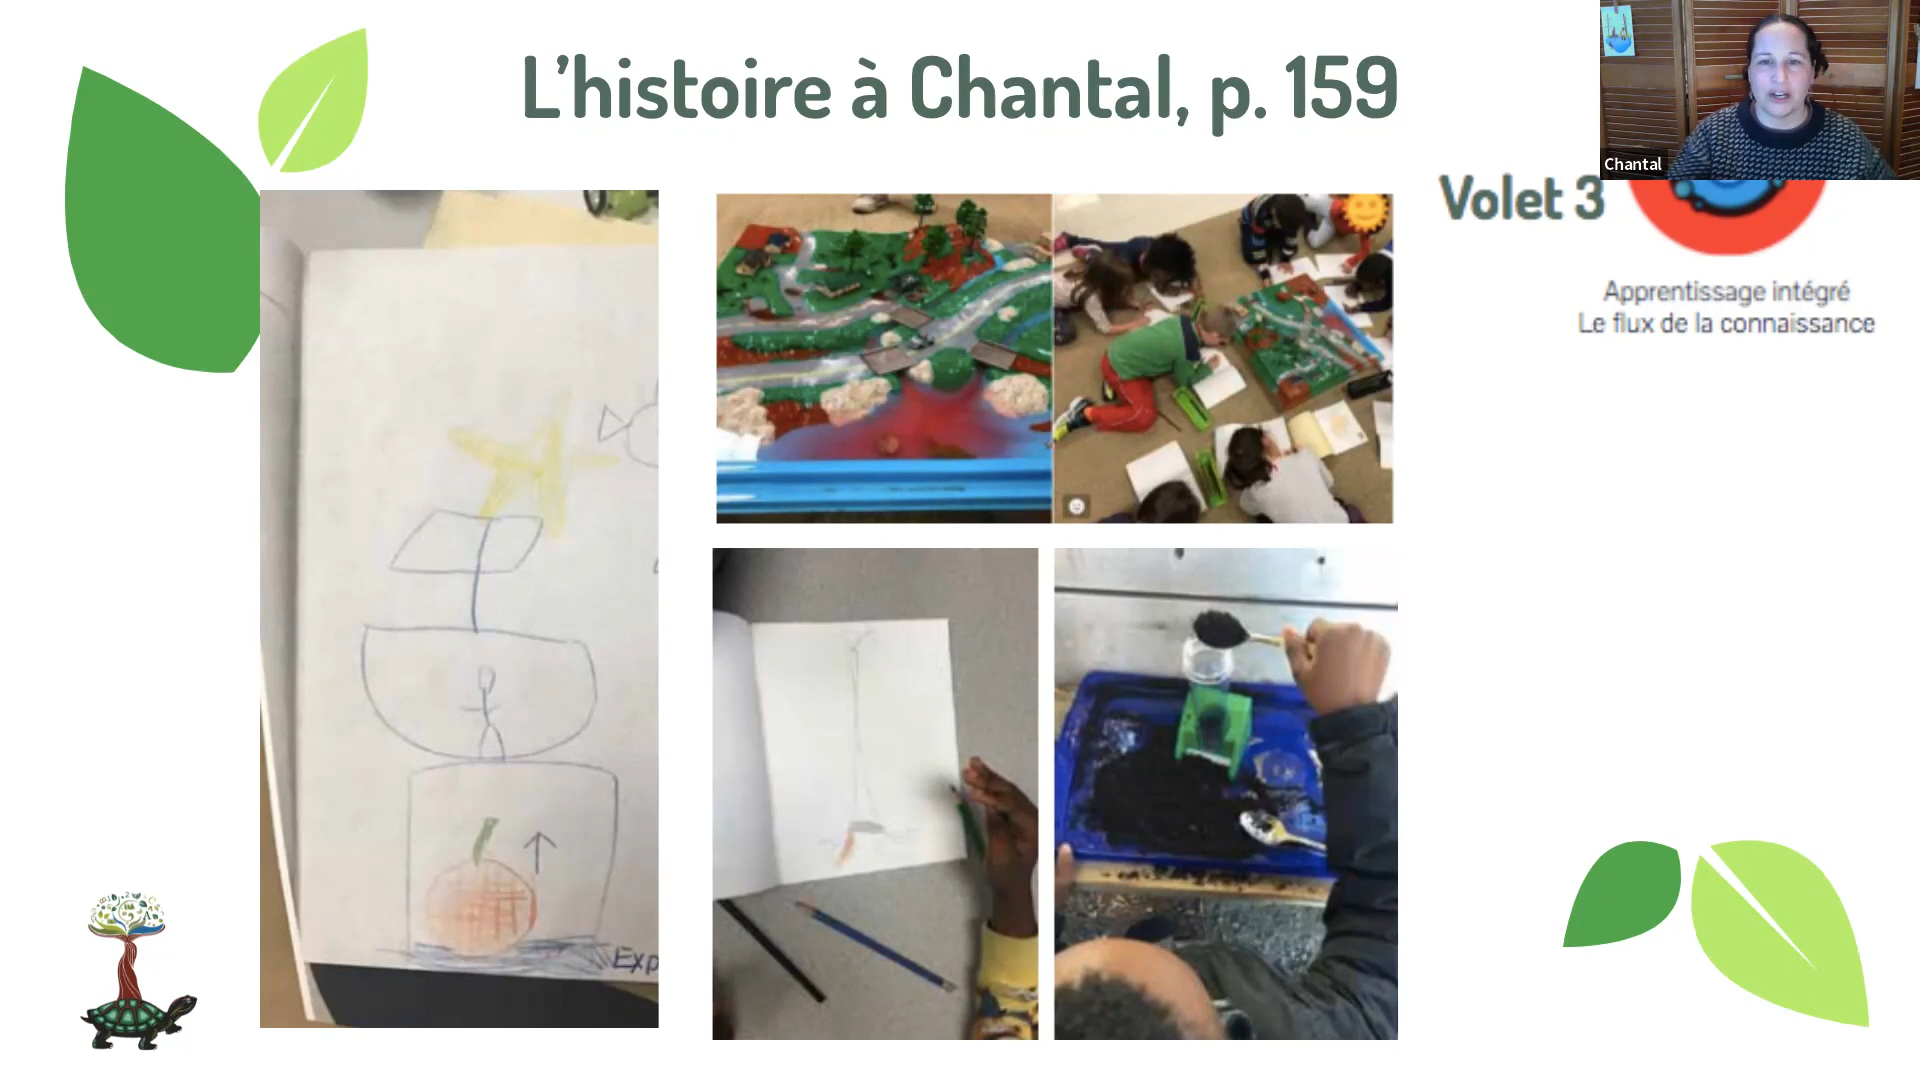 L'histoire à Chantal, p. 159
Chantal
Volet 3
Apprentissage intégré
Le flux de la connaissance
Exp